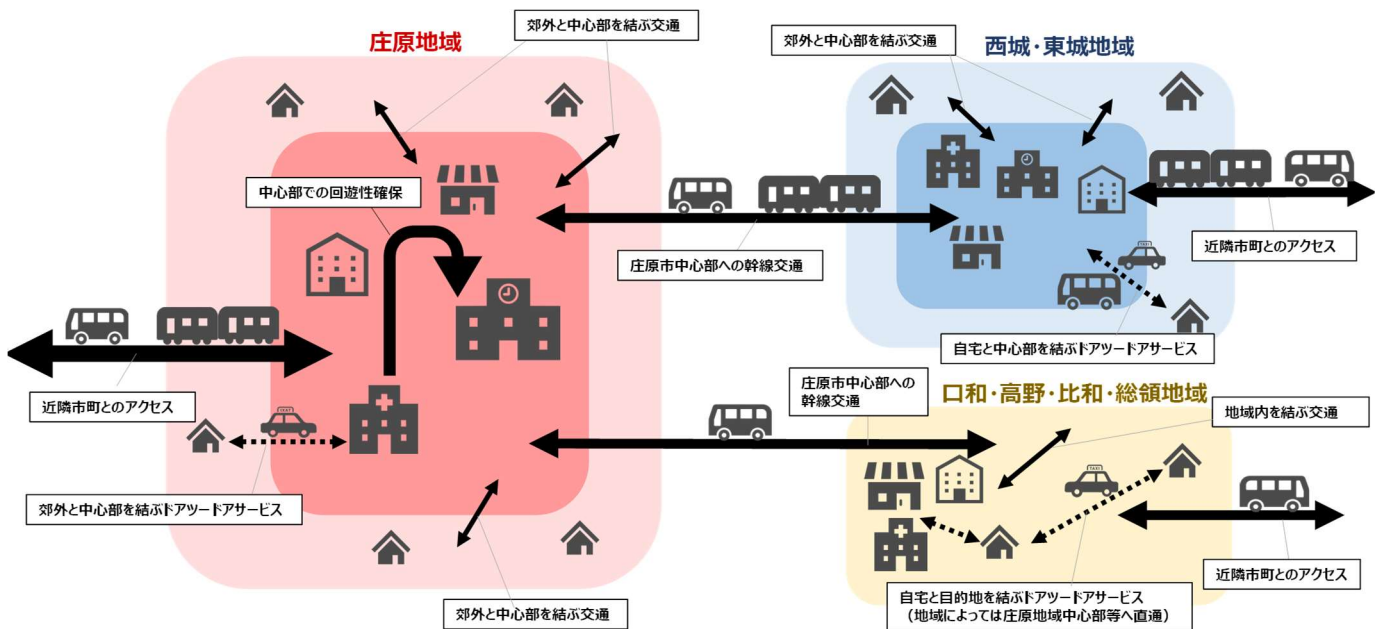 庄原地域
郊外と中心部を結ぶ交通
中心部での回遊性確保
近隣市町とのアクセス
郊外と中心部を結ぶドアツードアサービス
郊外と中心部を結ぶ交通
庄原市中心部への幹線交通
庄原市中心部への
幹線交通
西城・東城地域
郊外と中心部を結ぶ交通
近隣市町とのアクセス
自宅と中心部を結ぶドアツードアサービス
口和・高野・比和・総領地域
地域内を結ぶ交通
TAXI
近隣市町とのアクセス
自宅と目的地を結ぶドアツードアサービス
（地域によっては庄原地域中心部等へ直通）